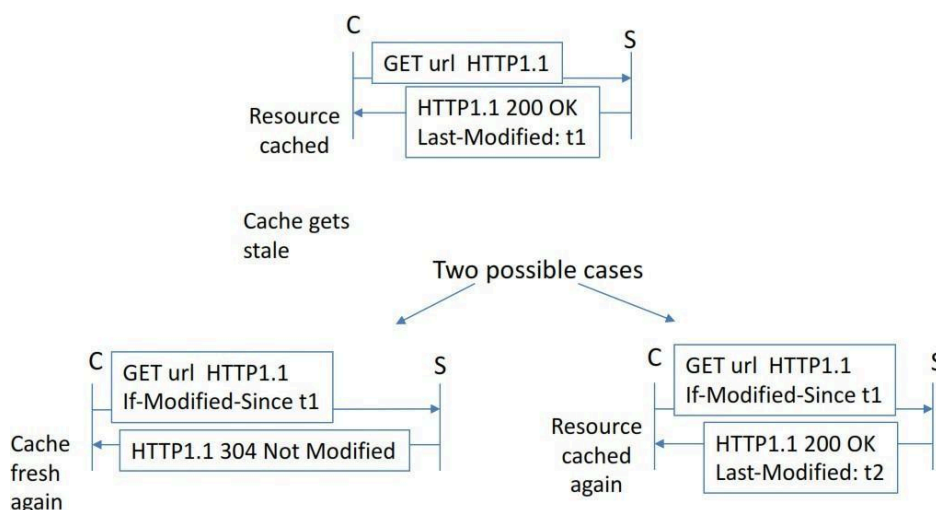 C
S
GET url HTTP1.1
HTTP1.1 200 OK
Last-Modified: t1
Resource
cached
Cache gets
stale
Two possible cases
C
S
GET url HTTP1.1
If-Modified-Since t1
HTTP1.1 304 Not Modified
Cache
fresh
again
C
S
GET url HTTP1.1
If-Modified-Since t1
Resource
cached
again
HTTP1.1 200 OK
Last-Modified: t2